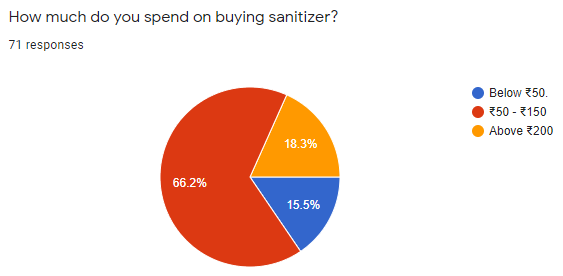 How much do you spend on buying sanitizer?
71 responses
Below ₹50.
₹50 - ₹150
Above ₹200
18.3%
66.2%
15.5%